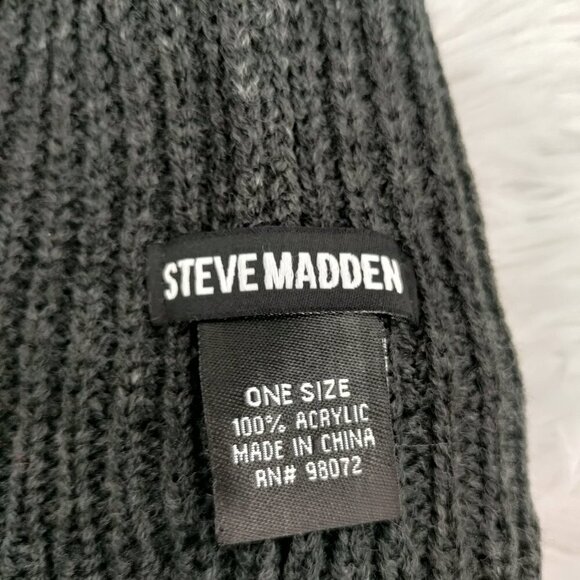 STEVE MADDEN
ONE SIZE
100% ACRYLIC
MADE IN CHINA
RN# 98072